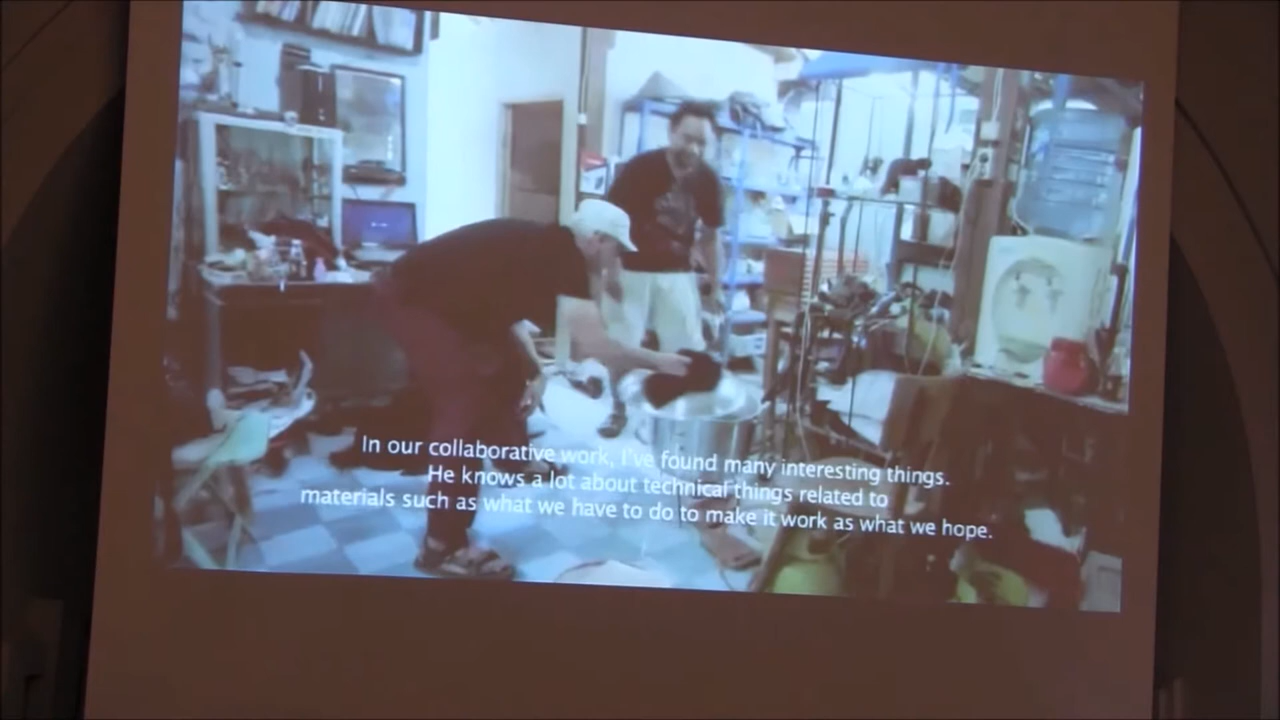 In our collaborative work, I've found many interesting things.
He knows a lot about technical things related to
materials such as what we have to do to make it work as what we hope.